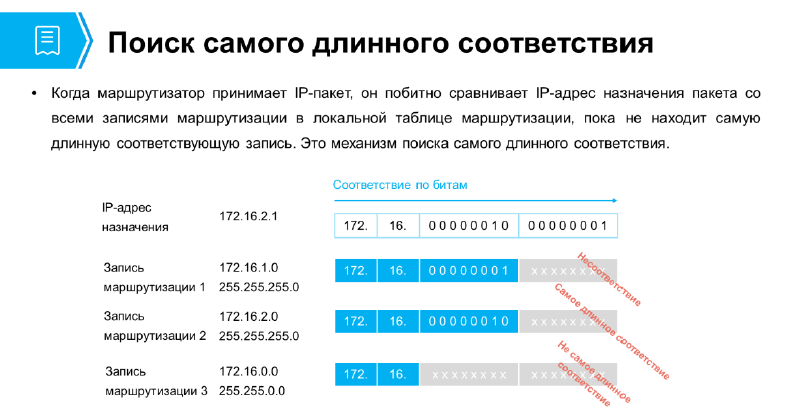 Поиск самого длинного соответствия
• Когда маршрутизатор принимает IP-пакет, он побитно сравнивает IP-адрес назначения пакета со
всеми записями маршрутизации в локальной таблице маршрутизации, пока не находит самую
длинную соответствующую запись. Это механизм поиска самого длинного соответствия.
Соответствие по битам
IP-адрес
назначения
172.16.2.1
172. 16. 0 0 0 0 0 0 1 0 0 0 0 0 0 0 0 1
Запись
маршрутизации 1
172.16.1.0
255.255.255.0
172. 16. 0 0 0 0 0 0 0 1 x x x x x x x x
Несоответствие
Запись
маршрутизации 2
172.16.2.0
255.255.255.0
172. 16. 0 0 0 0 0 0 1 0 x x x x x x x x
Самое длинное соответствие
Запись
маршрутизации 3
172.16.0.0
255.255.0.0
172. 16. x x x x x x x x x x x x x x x x
Не самое длинное
соответствие